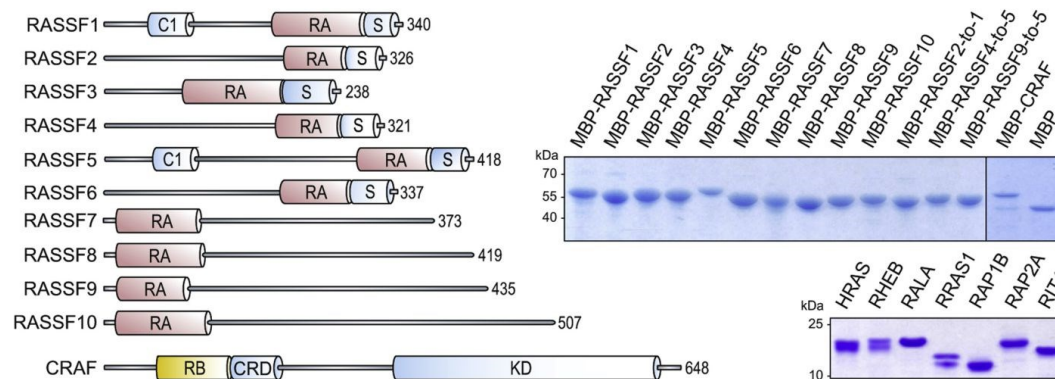 RASSF1 C1 RA S 340
RASSF2 RA S 326
RASSF3 RA S 238
RASSF4 RA S 321
RASSF5 C1 RA S 418
RASSF6 RA S 337
RASSF7 RA 373
RASSF8 RA 419
RASSF9 RA 435
RASSF10 RA 507
CRAF RB CRD KD 648
MBP-RASSF1
MBP-RASSF2
MBP-RASSF3
MBP-RASSF4
MBP-RASSF5
MBP-RASSF6
MBP-RASSF7
MBP-RASSF8
MBP-RASSF9
MBP-RASSF10
MBP-RASSF2-to-1
MBP-RASSF4-to-5
MBP-RASSF9-to-5
MBP-CRAF
MBP
kDa
70
55
40
HRAS
RHEB
RALA
RRAS1
RAP1B
RAP2A
kDa
25
10